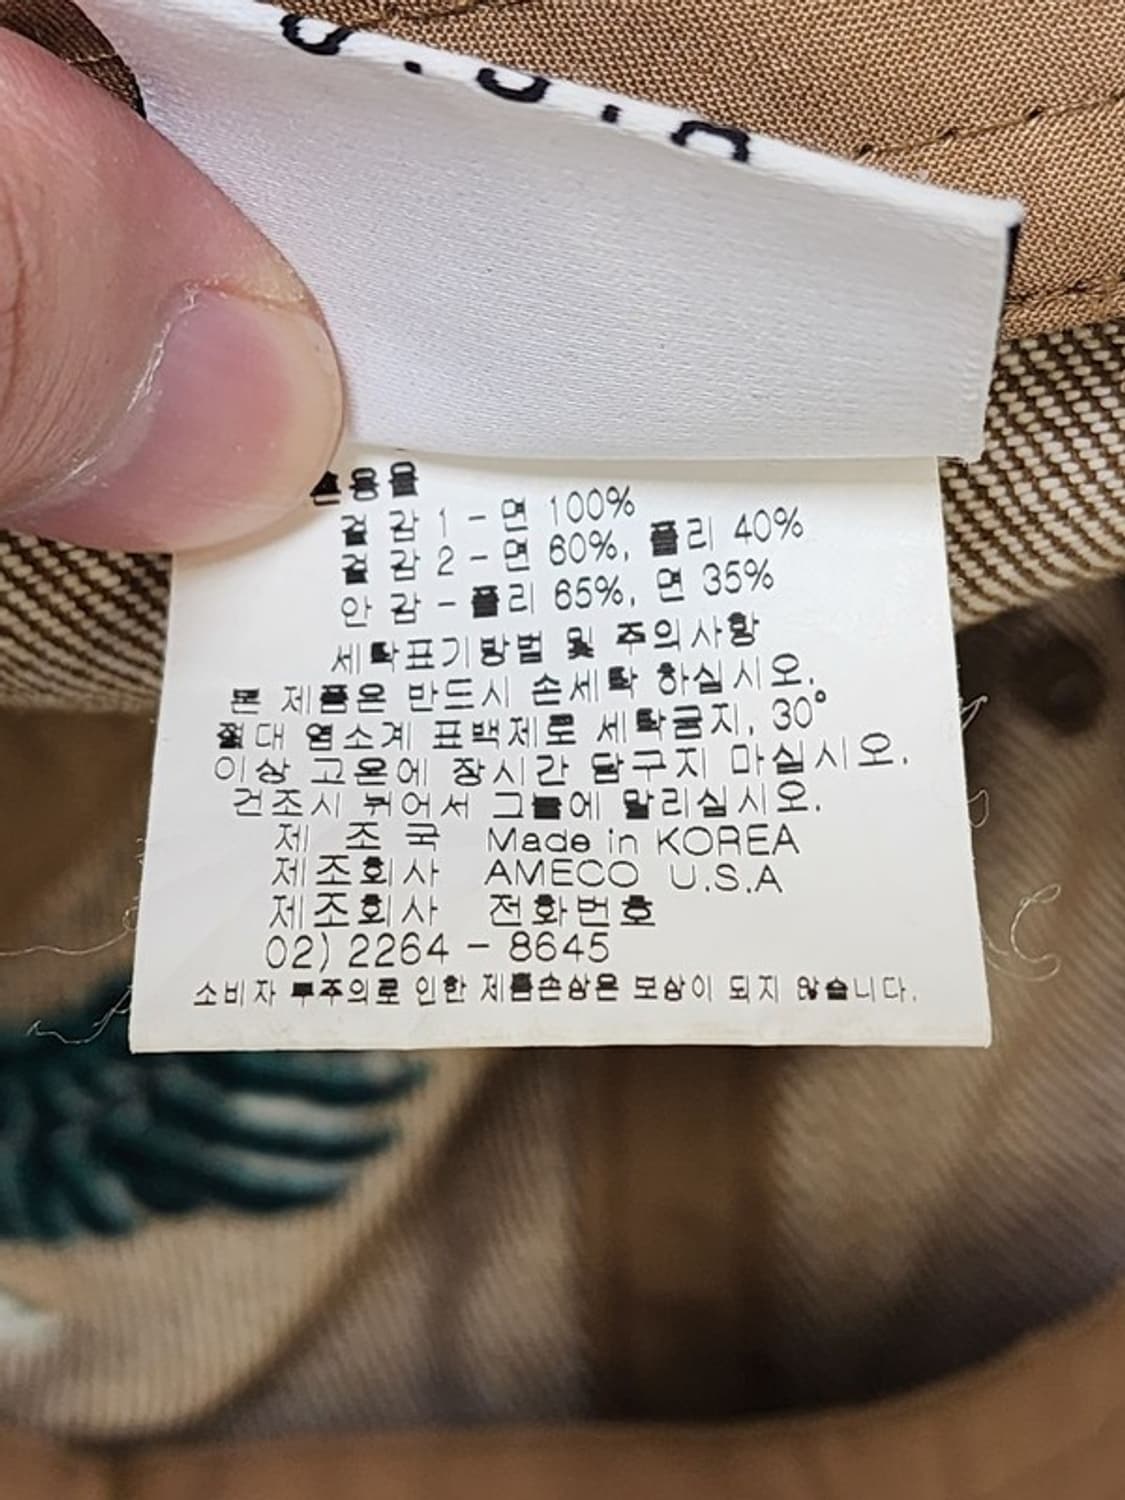 혼용율
겉 감 1 - 면 100%
겉 감 2 - 면 60%, 폴리 40%
안 감 - 폴리 65%, 면 35%
세탁표기방법 및 주의사항
본 제품은 반드시 손세탁 하십시오.
절대 염소계 표백제로 세탁금지, 30°
이상 고온에 장시간 담구지 마십시오.
건조시 뉘어서 그늘에 말리십시오.
제 조 국 Made in KOREA
제조회사 AMECO U.S.A
제조회사 전화번호
02) 2264 - 8645
소비자 부주의로 인한 제품손상은 보상이 되지 않습니다.